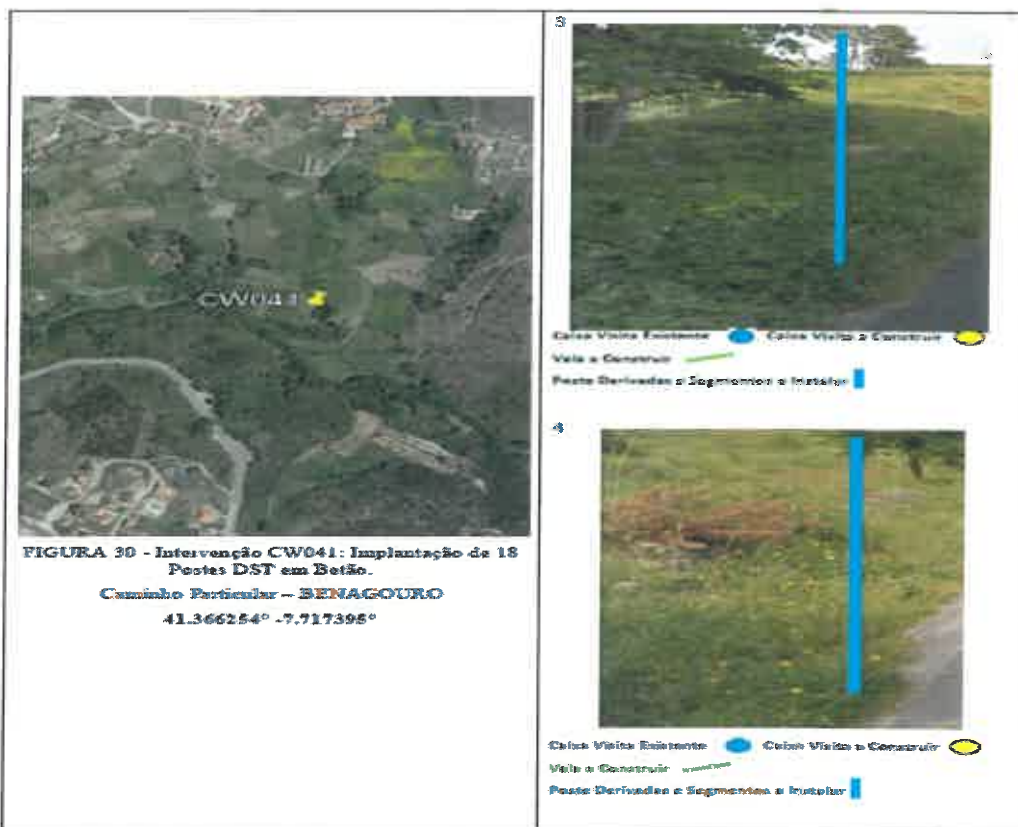 CW041
FIGURA 30 - Intervenção CW041: Implantação de 18
Postes DST em Betão.
Caminho Particular – BENAGOURO
41.366254° -7.717395°
3
Caixa Visita Existente Caixa Visita a Construir
Vala a Construir
Poste Derivados e Segmentos a Instalar
4
Caixa Visita Existente Caixa Visita a Construir
Vala a Construir
Poste Derivados e Segmentos a Instalar